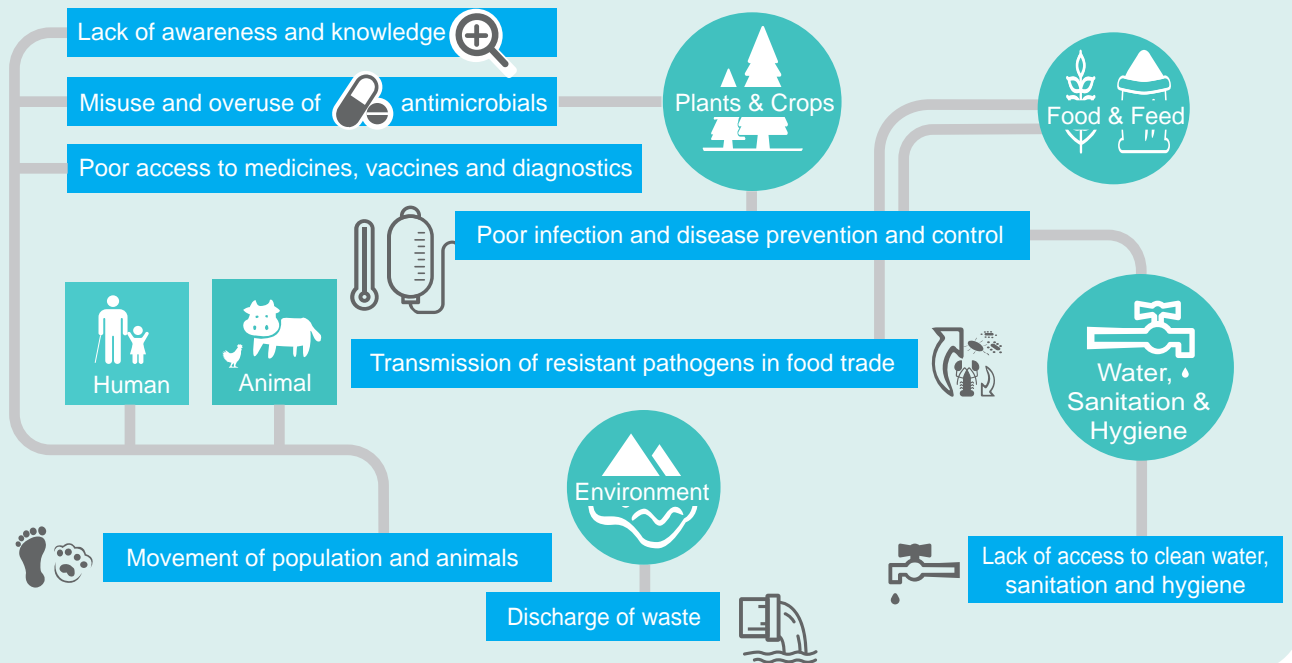 Lack of awareness and knowledge
Misuse and overuse of antimicrobials
Plants & Crops
Food & Feed
Poor access to medicines, vaccines and diagnostics
Poor infection and disease prevention and control
Human
Animal
Transmission of resistant pathogens in food trade
Water,
Sanitation &
Hygiene
Environment
Movement of population and animals
Lack of access to clean water,
sanitation and hygiene
Discharge of waste